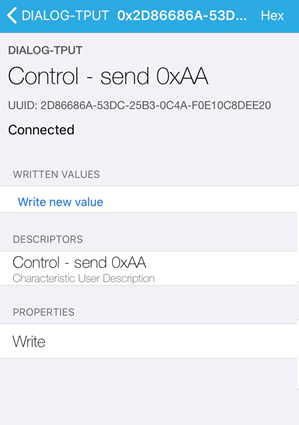 DIALOG-TPUT 0x2D86686A-53D... Hex
DIALOG-TPUT
Control - send 0xAA
UUID: 2D86686A-53DC-25B3-0C4A-F0E10C8DEE20
Connected
WRITTEN VALUES
Write new value
DESCRIPTORS
Control - send 0xAA
Characteristic User Description
PROPERTIES
Write